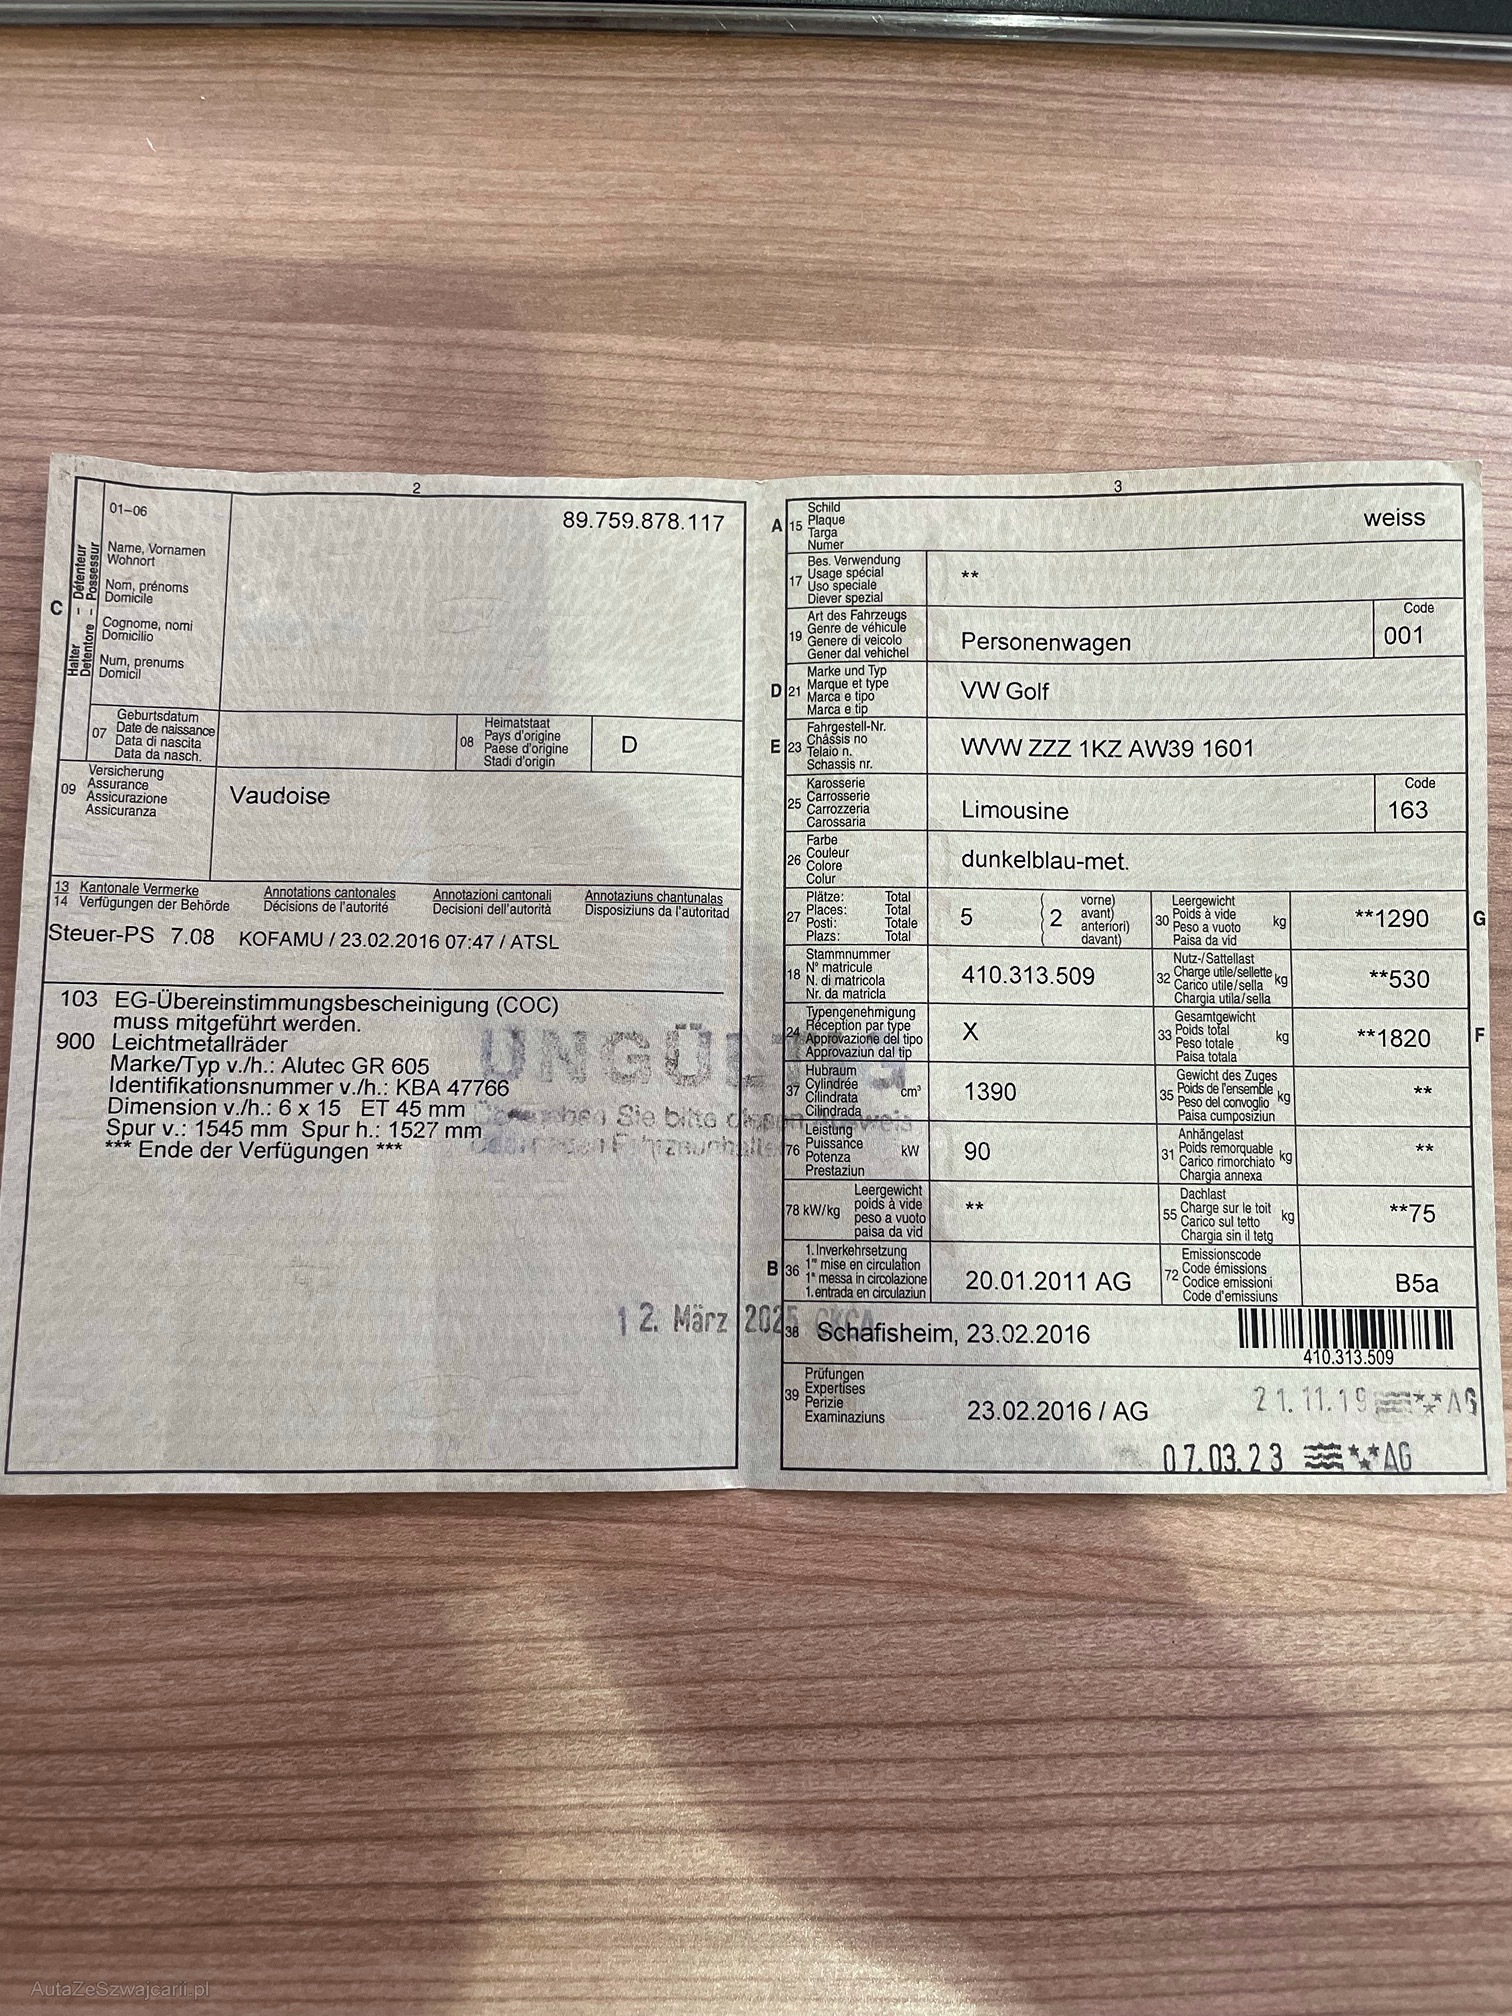 2
01–06
89.759.878.117
C
Halter – Détenteur
Detentore – Possessur
Name, Vornamen
Wohnort
Nom, prénoms
Domicile
Cognome, nomi
Domicilio
Num, prenums
Domicil
07
Geburtsdatum
Date de naissance
Data di nascita
Data da nasch.
08
Heimatstaat
Pays d'origine
Paese d'origine
Stadi d'origin
D
09
Versicherung
Assurance
Assicurazione
Assicuranza
Vaudoise
13 Kantonale Vermerke Annotations cantonales Annotazioni cantonali Annotaziuns chantunalas
14 Verfügungen der Behörde Décisions de l'autorité Decisioni dell'autorità Disposiziuns da l'autoritad
Steuer-PS 7.08 KOFAMU / 23.02.2016 07:47 / ATSL
103 EG-Übereinstimmungsbescheinigung (COC)
muss mitgeführt werden.
900 Leichtmetallräder
Marke/Typ v./h.: Alutec GR 605
Identifikationsnummer v./h.: KBA 47766
Dimension v./h.: 6 x 15 ET 45 mm
Spur v.: 1545 mm Spur h.: 1527 mm
*** Ende der Verfügungen ***
12. März 2025
3
A 15
Schild
Plaque
Targa
Numer
weiss
17
Bes. Verwendung
Usage spécial
Uso speciale
Diever spezial
**
19
Art des Fahrzeugs
Genre de véhicule
Genere di veicolo
Gener dal vehichel
Personenwagen
Code
001
D 21
Marke und Typ
Marque et type
Marca e tipo
Marca e tip
VW Golf
E 23
Fahrgestell-Nr.
Châssis no
Telaio n.
Schassis nr.
WVW ZZZ 1KZ AW39 1601
25
Karosserie
Carrosserie
Carrozzeria
Carossaria
Limousine
Code
163
26
Farbe
Couleur
Colore
Colur
dunkelblau-met.
27
Plätze: Total
Places: Total
Posti: Totale
Plazs: Total
5
2
vorne)
avant)
anteriori)
davant)
30
Leergewicht
Poids à vide
Peso a vuoto
Paisa da vid
kg
**1290
G
18
Stammnummer
N° matricule
N. di matricola
Nr. da matricla
410.313.509
32
Nutz-/Sattellast
Charge utile/sellette
Carico utile/sella
Chargia utila/sella
kg
**530
24
Typengenehmigung
Réception par type
Approvazione del tipo
Approvaziun dal tip
X
33
Gesamtgewicht
Poids total
Peso totale
Paisa totala
kg
**1820
F
37
Hubraum
Cylindrée
Cilindrata
Cilindrada
cm³
1390
35
Gewicht des Zuges
Poids de l'ensemble
Peso del convoglio
Paisa cumposiziun
kg
**
76
Leistung
Puissance
Potenza
Prestaziun
kW
90
31
Anhängelast
Poids remorquable
Carico rimorchiato
Chargia annexa
kg
**
78 kW/kg
Leergewicht
poids à vide
peso a vuoto
paisa da vid
**
55
Dachlast
Charge sur le toit
Carico sul tetto
Chargia sin il tetg
kg
**75
B 36
1. Inverkehrsetzung
1re mise en circulation
1a messa in circolazione
1. entrada en circulaziun
20.01.2011 AG
72
Emissionscode
Code émissions
Codice emissioni
Code d'emissiuns
B5a
38 Schafisheim, 23.02.2016
410.313.509
39
Prüfungen
Expertises
Perizie
Examinaziuns
23.02.2016 / AG
21.11.19 AG
07.03.23 AG
AutaZeSzwajcarii.pl